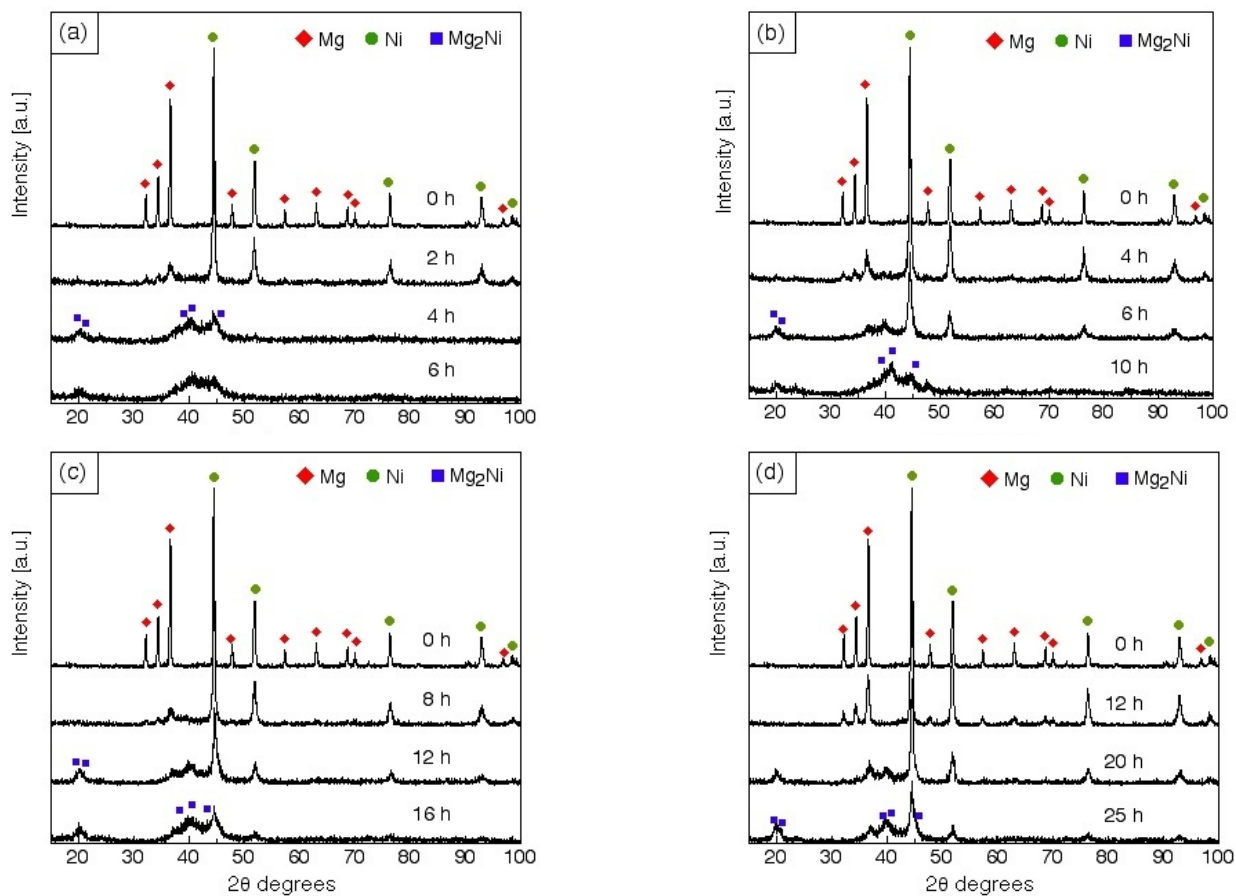 (a)
Mg Ni Mg₂Ni
Intensity [a.u.]
0 h
2 h
4 h
6 h
20 30 40 50 60 70 80 90 100
(b)
Mg Ni Mg₂Ni
Intensity [a.u.]
0 h
4 h
6 h
10 h
20 30 40 50 60 70 80 90 100
(c)
Mg Ni Mg₂Ni
Intensity [a.u.]
0 h
8 h
12 h
16 h
20 30 40 50 60 70 80 90 100
2θ degrees
(d)
Mg Ni Mg₂Ni
Intensity [a.u.]
0 h
12 h
20 h
25 h
20 30 40 50 60 70 80 90 100
2θ degrees